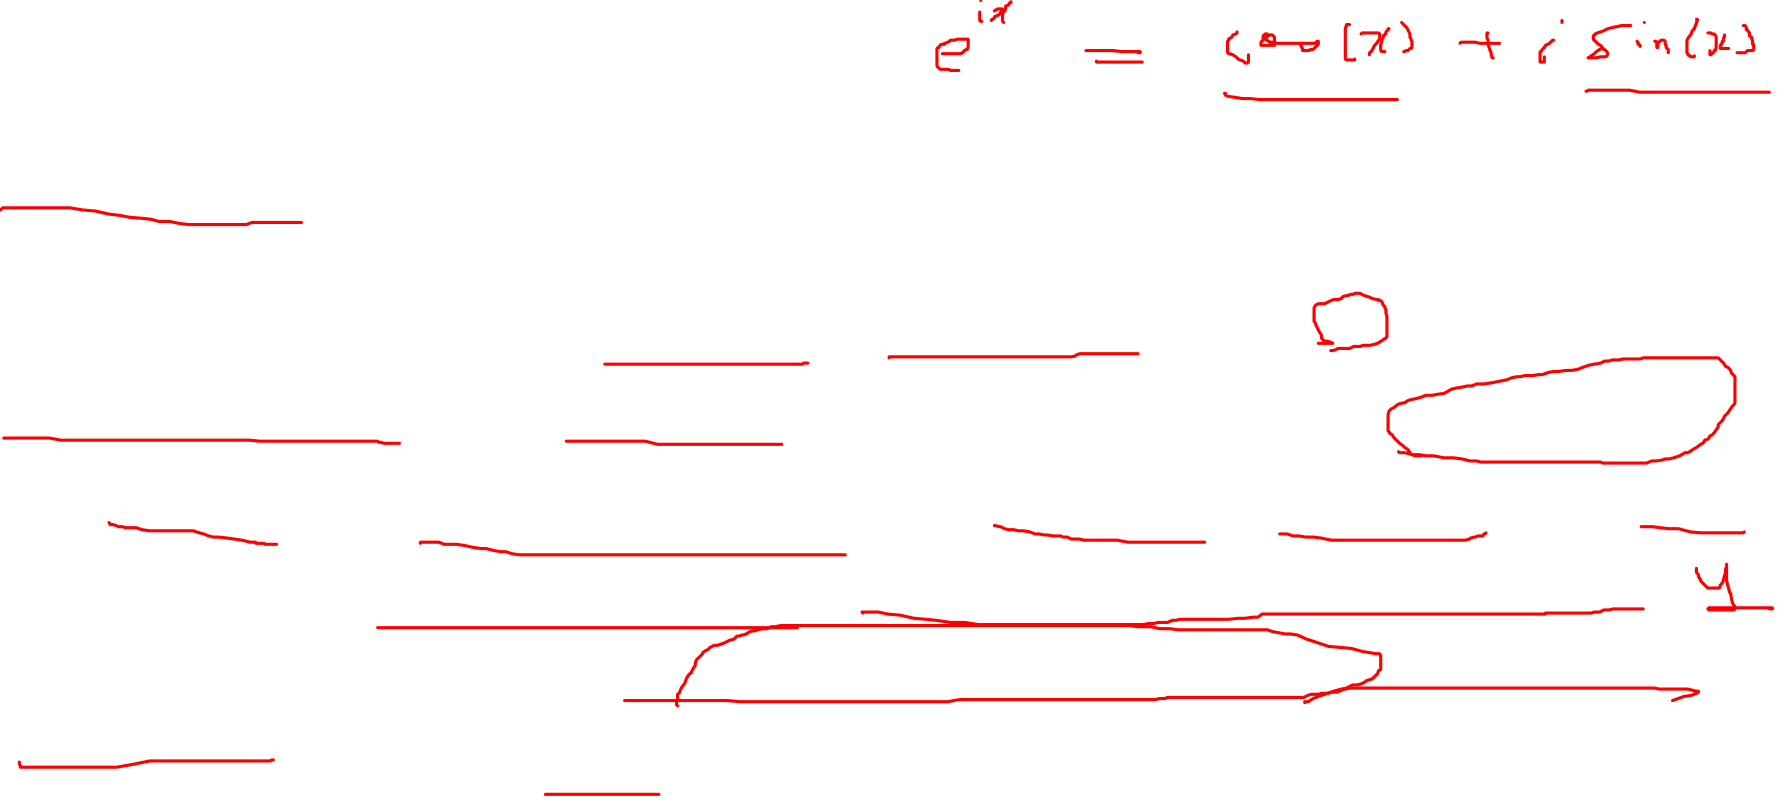 e^{ix} = cos(x) + i sin(x)
y